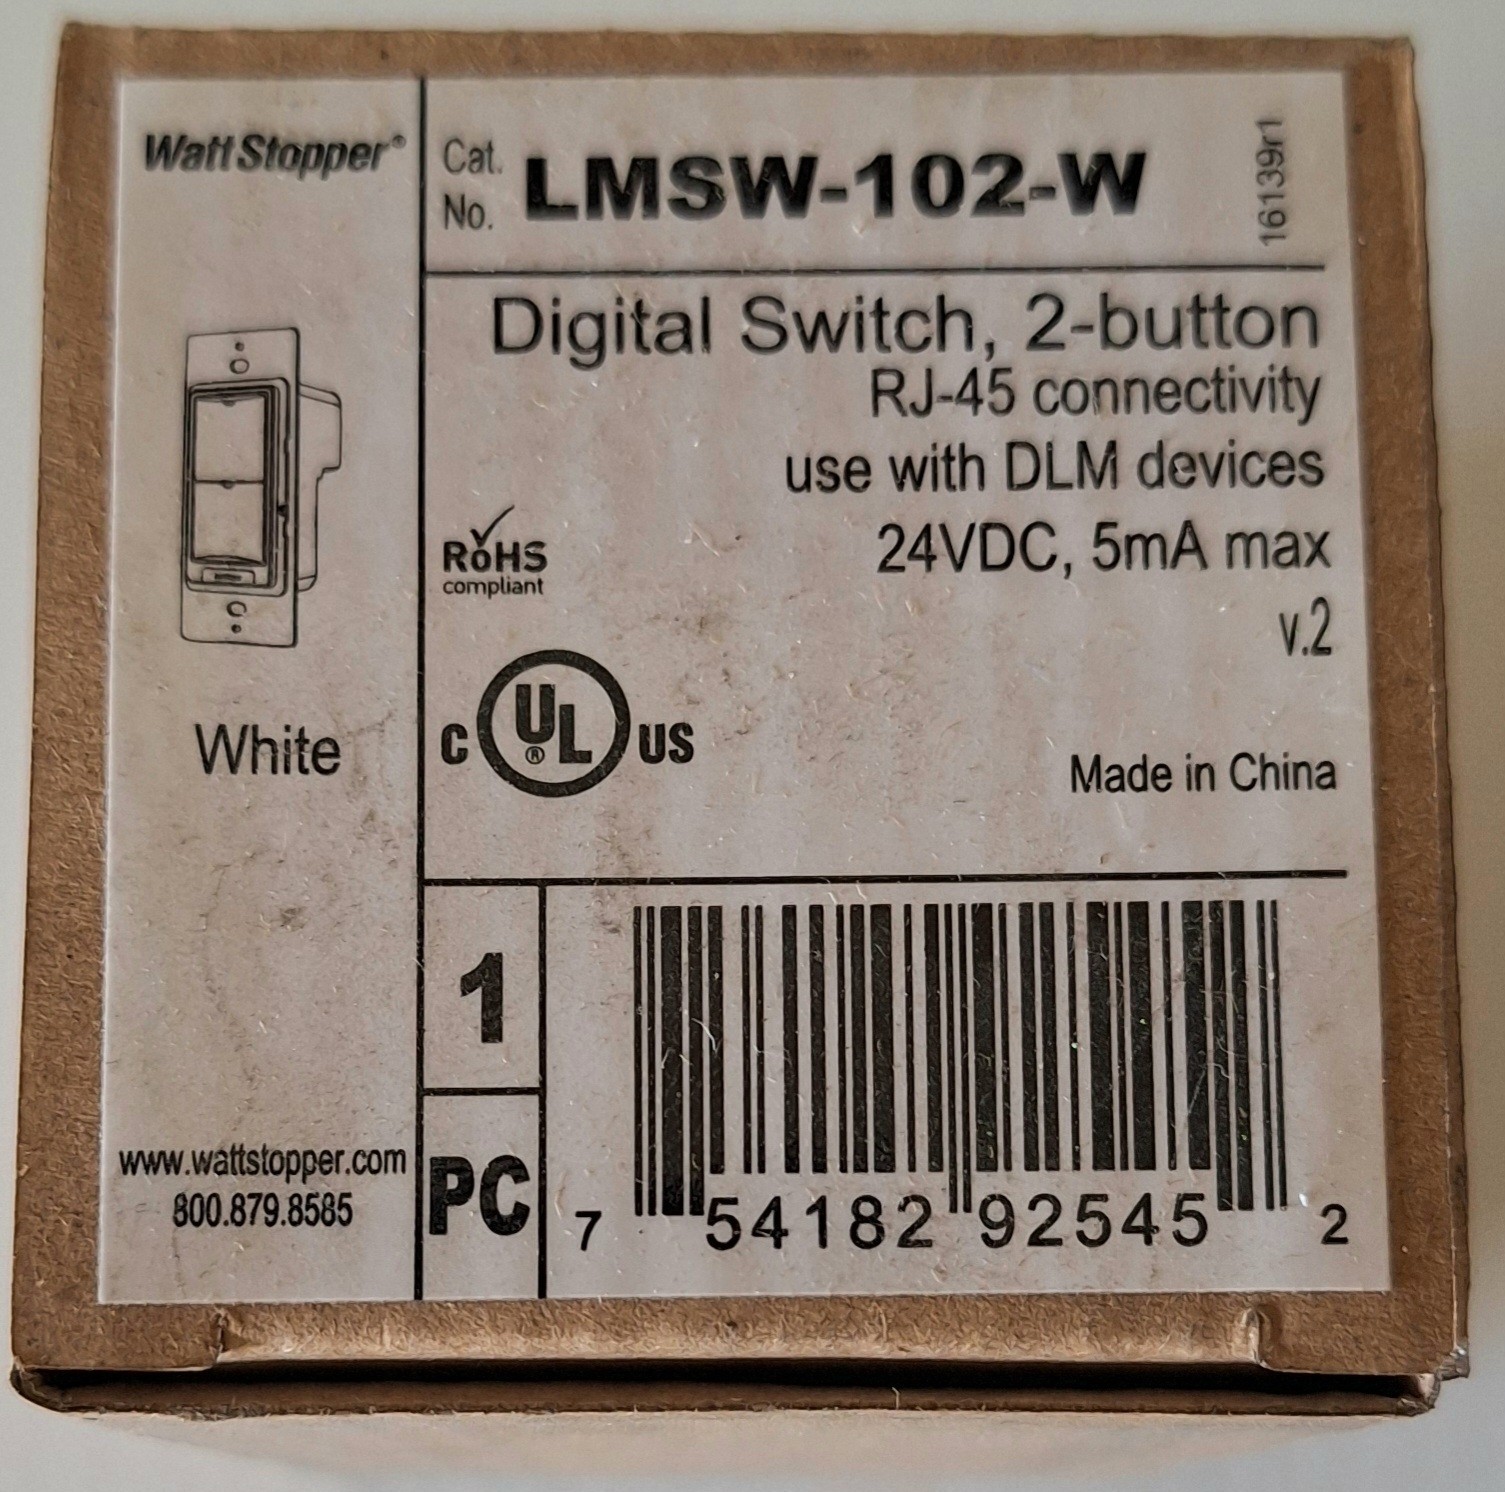 WattStopper®
Cat. No. LMSW-102-W
16139r1
Digital Switch, 2-button
RJ-45 connectivity
use with DLM devices
24VDC, 5mA max
v.2
RoHS
compliant
C UL® US
Made in China
White
www.wattstopper.com
800.879.8585
1
PC
7 54182 92545 2